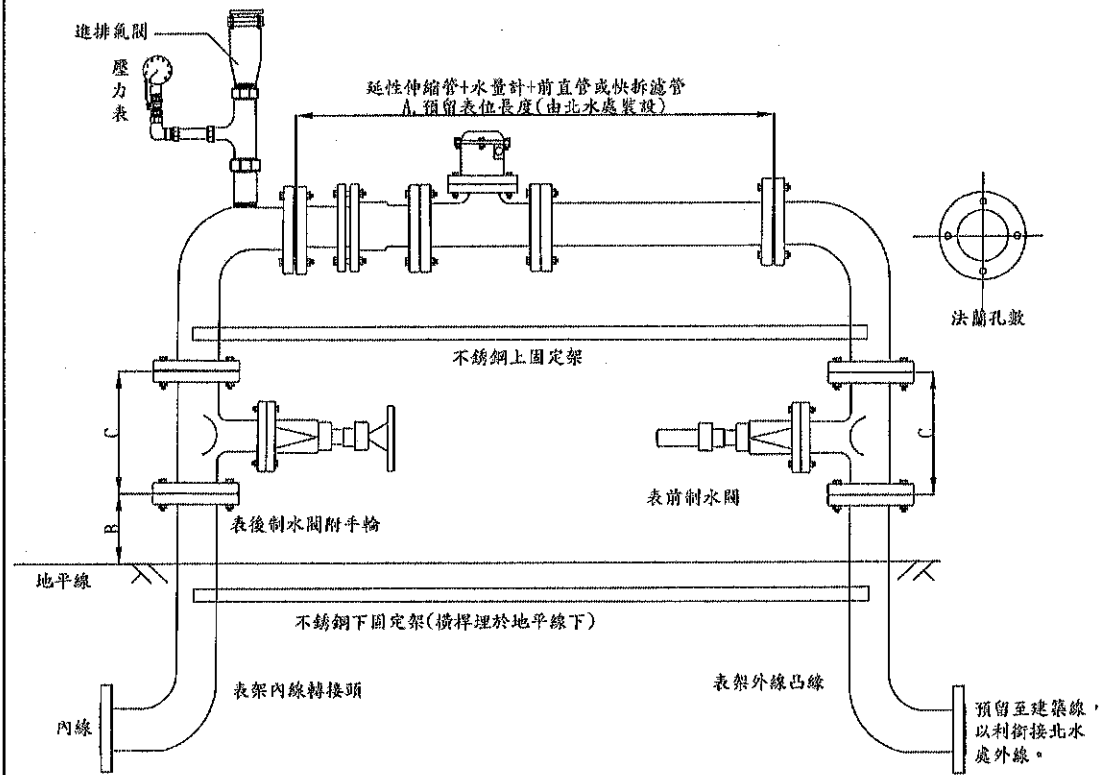 進排氣閥
壓力表
延性伸縮管+水量計+前直管或快拆濾管
A. 預留表位長度(由北水處裝設)
法蘭孔數
不銹鋼上固定架
C
C
表前制水閥
表後制水閥附手輪
B
地平線
不銹鋼下固定架(橫桿埋於地平線下)
表架內線轉接頭
表架外線凸緣
內線
預留至建築線，
以利銜接北水
處外線。